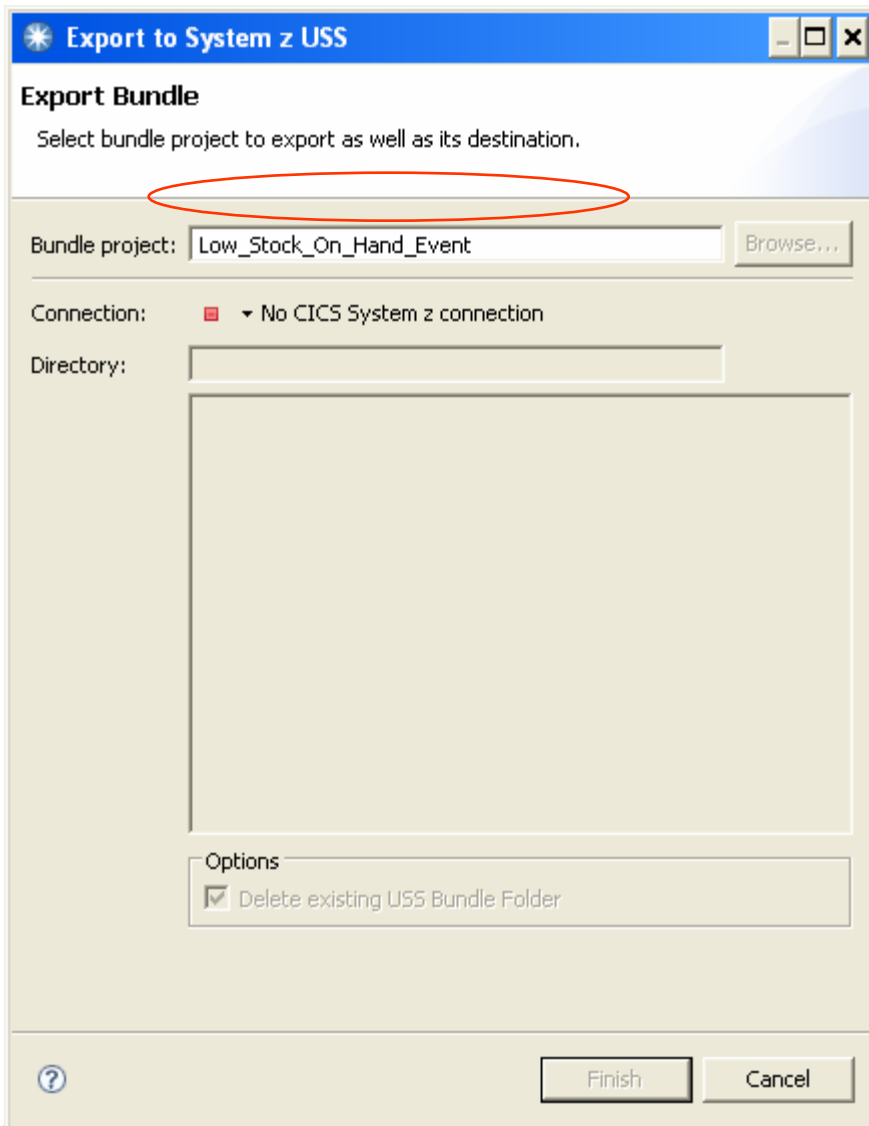 Export to System z USS
Export Bundle
Select bundle project to export as well as its destination.
Bundle project: Low_Stock_On_Hand_Event Browse...
Connection: No CICS System z connection
Directory:
Options
Delete existing USS Bundle Folder
? Finish Cancel